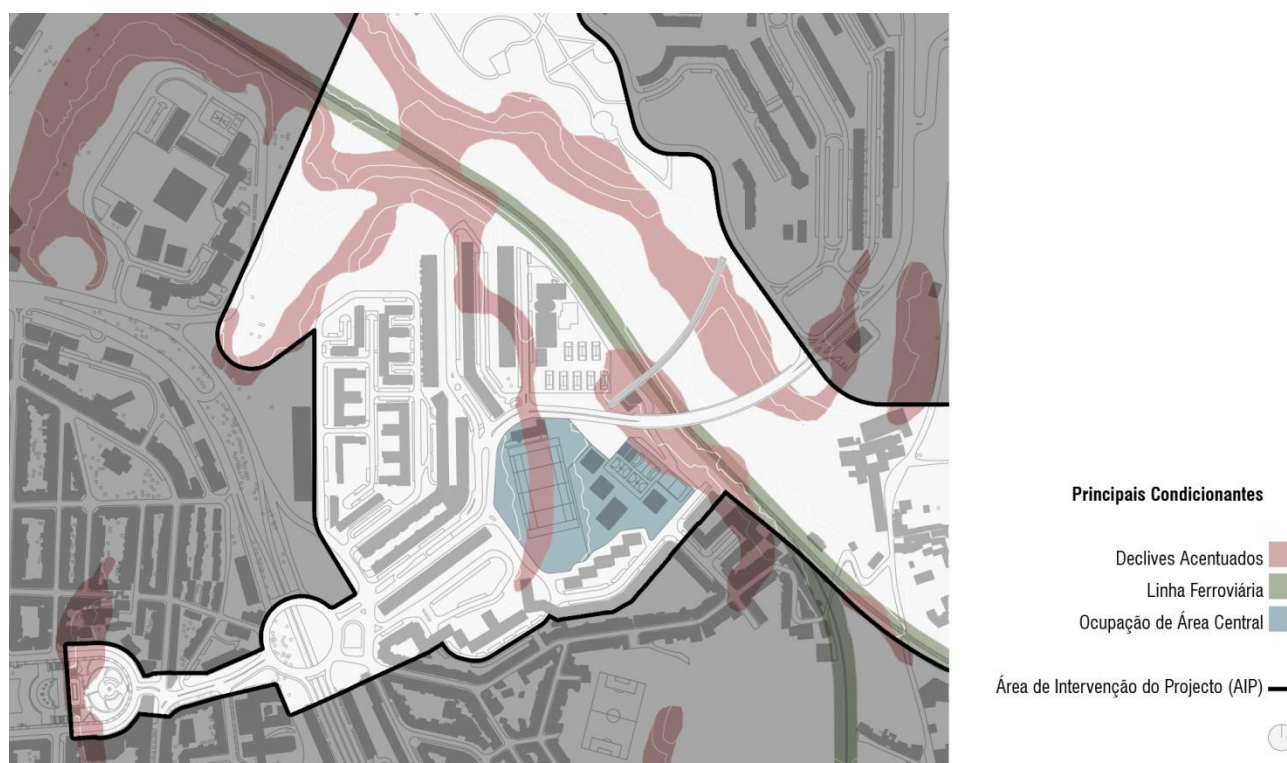 Principais Condicionantes
Declives Acentuados
Linha Ferroviária
Ocupação de Área Central
Área de Intervenção do Projecto (AIP)